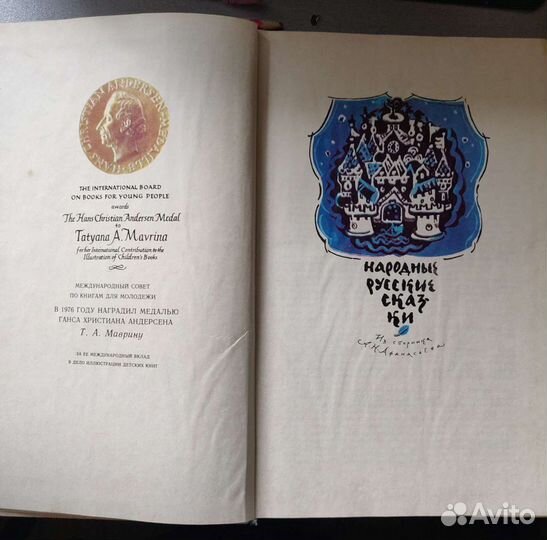 HANS CHRISTIAN ANDERSEN
THE INTERNATIONAL BOARD
ON BOOKS FOR YOUNG PEOPLE
awards
The Hans Christian Andersen Medal
to
Tatyana A. Mavrina
for her International Contribution to the
Illustration of Children's Books
МЕЖДУНАРОДНЫЙ СОВЕТ
ПО КНИГАМ ДЛЯ МОЛОДЕЖИ
В 1976 ГОДУ НАГРАДИЛ МЕДАЛЬЮ
ГАНСА ХРИСТИАНА АНДЕРСЕНА
Т. А. Маврину
ЗА ЕЕ МЕЖДУНАРОДНЫЙ ВКЛАД
В ДЕЛО ИЛЛЮСТРАЦИИ ДЕТСКИХ КНИГ
НАРОДНЫЕ
РУССКИЕ
СКАЗ-
КИ
Из сборника
А.Н.Афанасьева
Avito